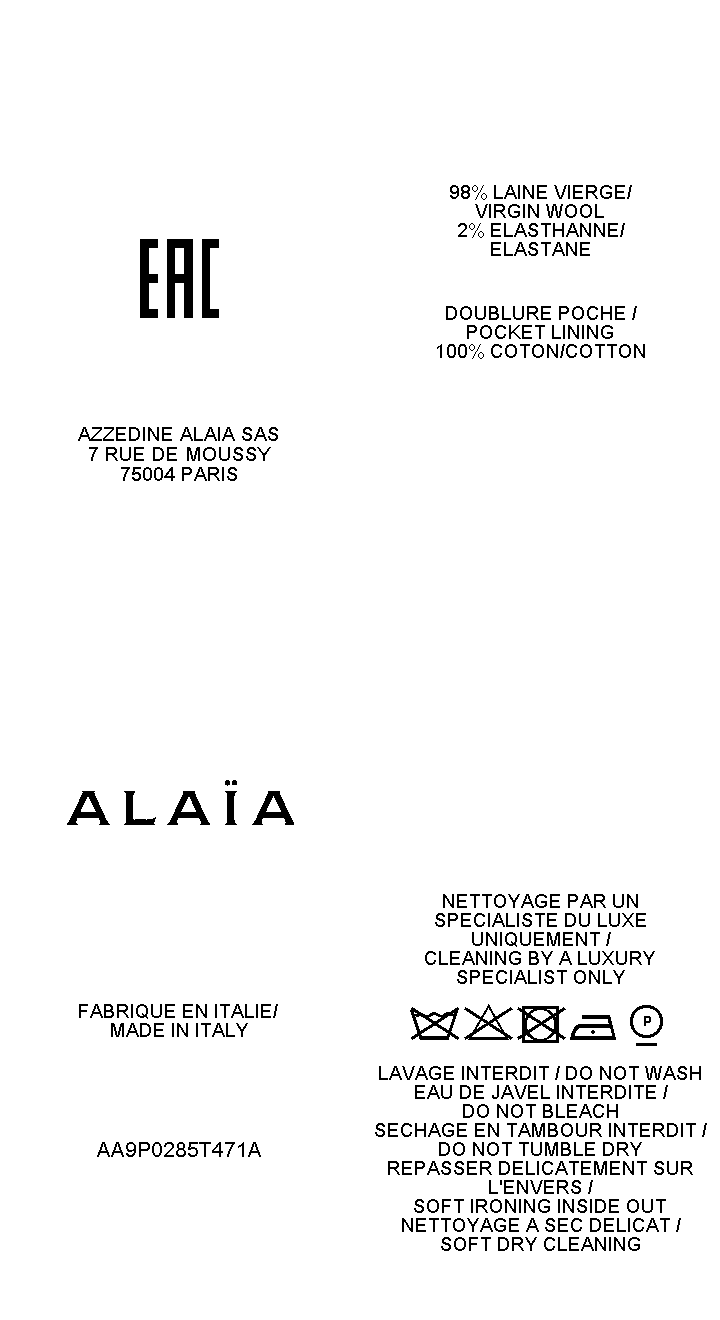 EAC
AZZEDINE ALAIA SAS
7 RUE DE MOUSSY
75004 PARIS
98% LAINE VIERGE/
VIRGIN WOOL
2% ELASTHANNE/
ELASTANE
DOUBLURE POCHE /
POCKET LINING
100% COTON/COTTON
ALAÏA
FABRIQUE EN ITALIE/
MADE IN ITALY
AA9P0285T471A
NETTOYAGE PAR UN
SPECIALISTE DU LUXE
UNIQUEMENT /
CLEANING BY A LUXURY
SPECIALIST ONLY
P
LAVAGE INTERDIT / DO NOT WASH
EAU DE JAVEL INTERDITE /
DO NOT BLEACH
SECHAGE EN TAMBOUR INTERDIT /
DO NOT TUMBLE DRY
REPASSER DELICATEMENT SUR
L'ENVERS /
SOFT IRONING INSIDE OUT
NETTOYAGE A SEC DELICAT /
SOFT DRY CLEANING